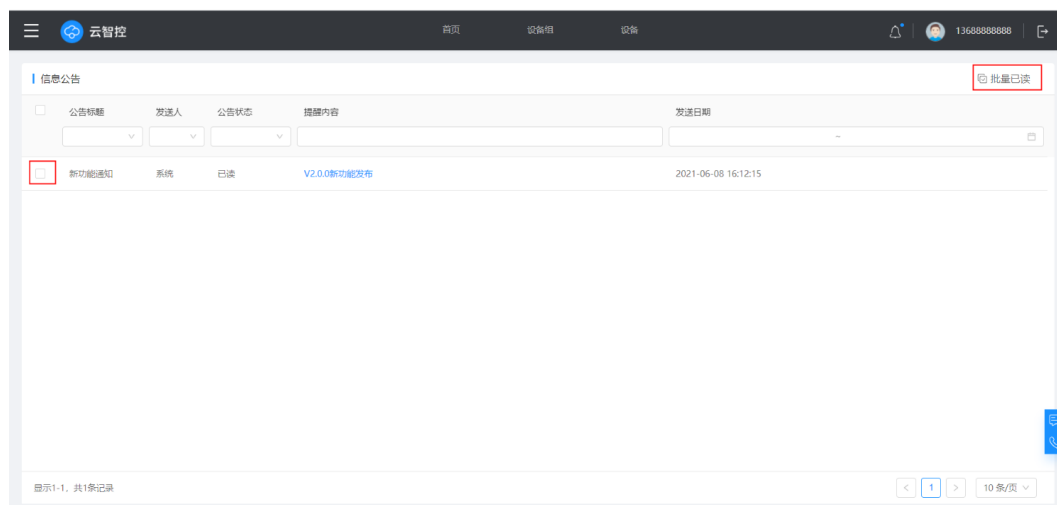 云智控 首页 设备组 设备 13688888888
信息公告 批量已读
公告标题 发送人 公告状态 提醒内容 发送日期
~
新功能通知 系统 已读 V2.0.0新功能发布 2021-06-08 16:12:15
显示1-1，共1条记录 < 1 > 10 条/页